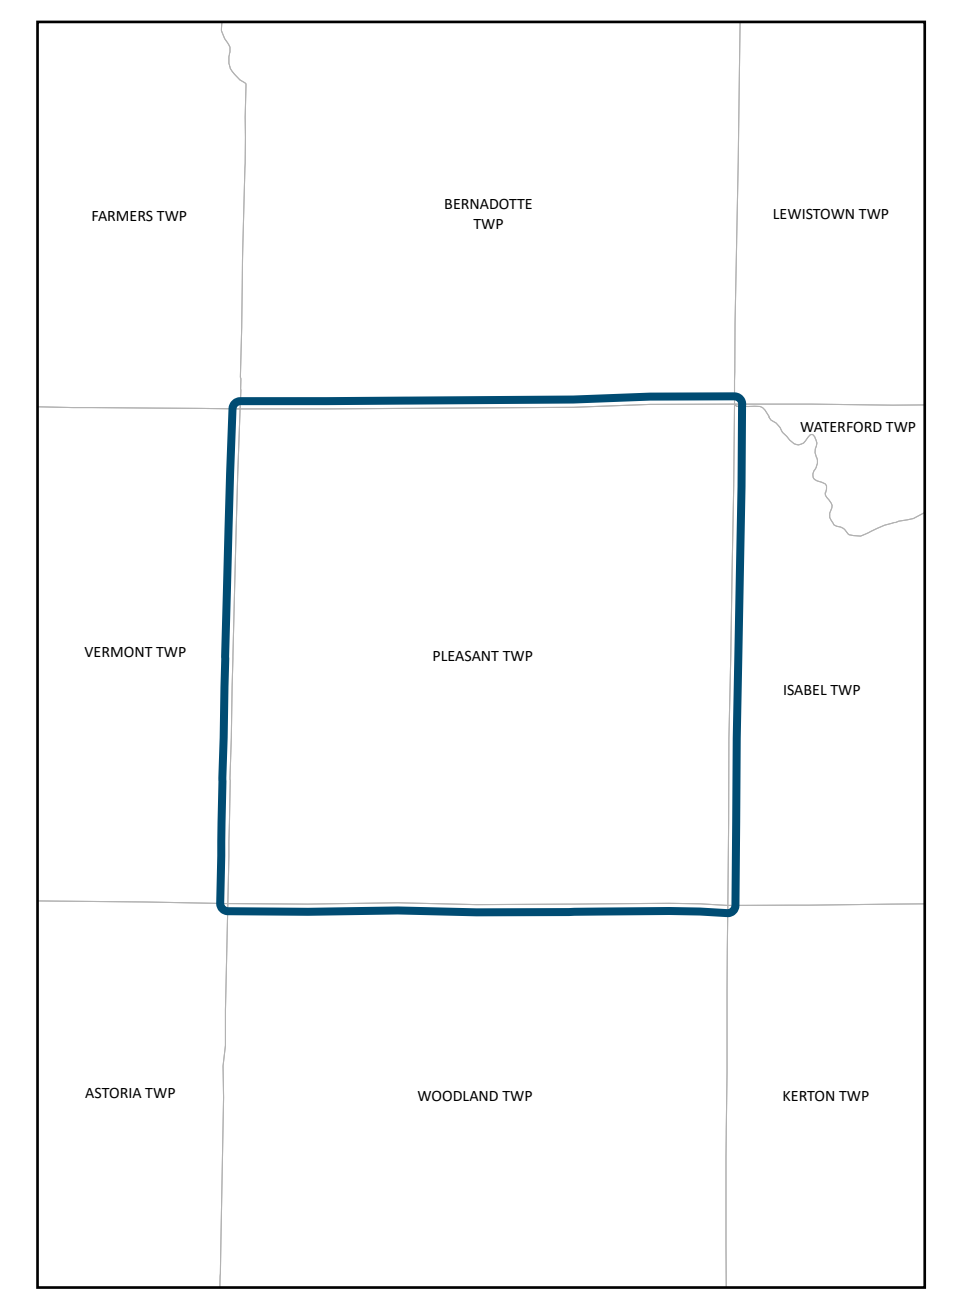 FARMERS TWP
BERNADOTTE
TWP
LEWISTOWN TWP
WATERFORD TWP
VERMONT TWP
PLEASANT TWP
ISABEL TWP
ASTORIA TWP
WOODLAND TWP
KERTON TWP